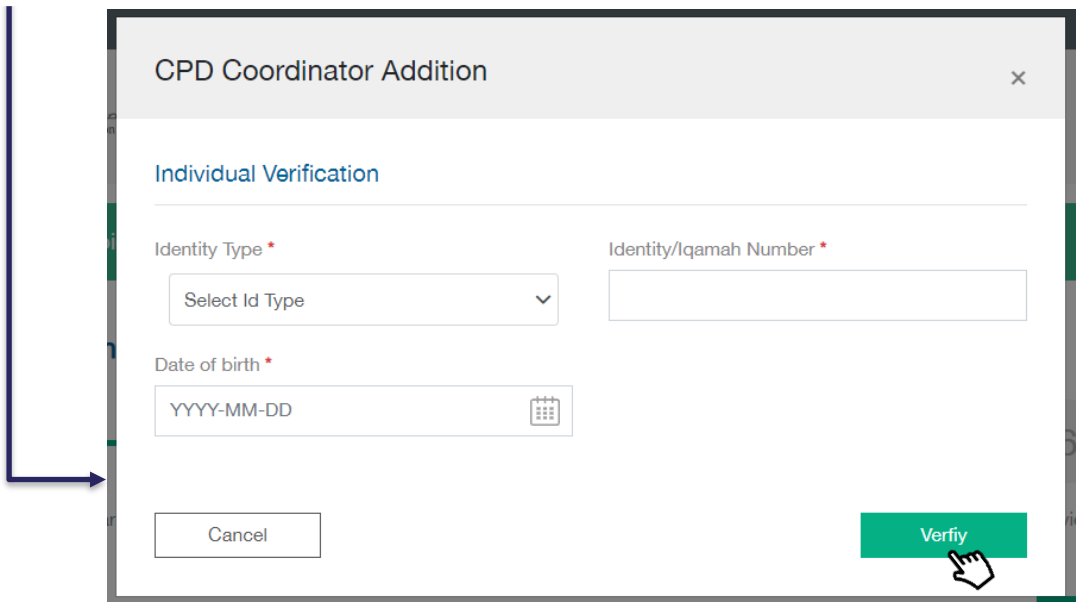 CPD Coordinator Addition
×
Individual Verification
Identity Type * Identity/Iqamah Number *
Select Id Type
Date of birth *
YYYY-MM-DD
Cancel Verfiy